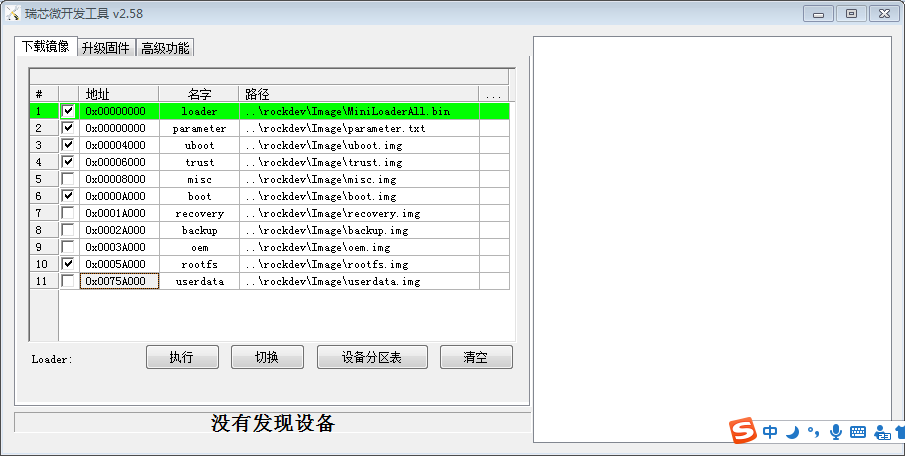 瑞芯微开发工具 v2.58
下载镜像 升级固件 高级功能
# 地址 名字 路径 ...
1 0x00000000 loader ..\rockdev\Image\MiniLoaderAll.bin
2 0x00000000 parameter ..\rockdev\Image\parameter.txt
3 0x00004000 uboot ..\rockdev\Image\uboot.img
4 0x00006000 trust ..\rockdev\Image\trust.img
5 0x00008000 misc ..\rockdev\Image\misc.img
6 0x0000A000 boot ..\rockdev\Image\boot.img
7 0x0001A000 recovery ..\rockdev\Image\recovery.img
8 0x0002A000 backup ..\rockdev\Image\backup.img
9 0x0003A000 oem ..\rockdev\Image\oem.img
10 0x0005A000 rootfs ..\rockdev\Image\rootfs.img
11 0x0075A000 userdata ..\rockdev\Image\userdata.img
Loader: 执行 切换 设备分区表 清空
没有发现设备
S 中 23